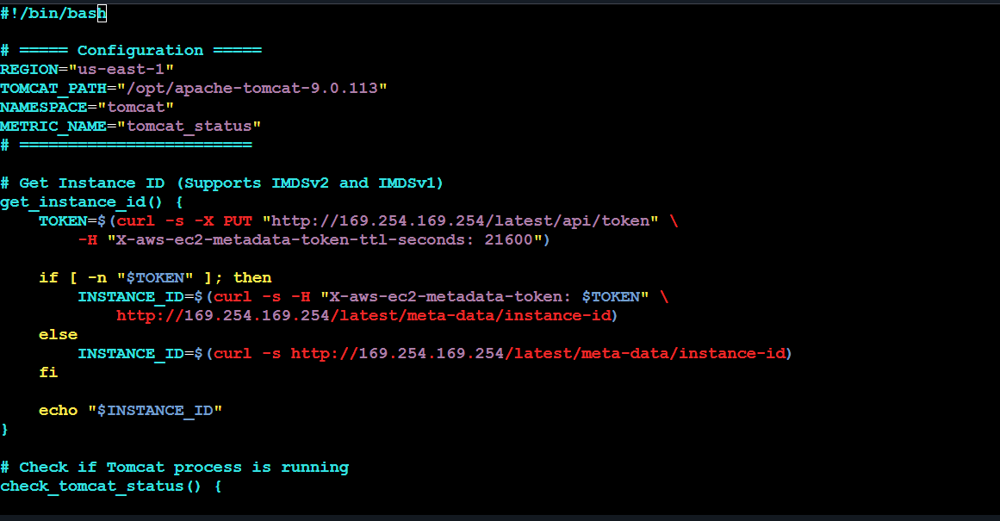 #!/bin/bash
# ===== Configuration =====
REGION="us-east-1"
TOMCAT_PATH="/opt/apache-tomcat-9.0.113"
NAMESPACE="tomcat"
METRIC_NAME="tomcat_status"
# ========================
# Get Instance ID (Supports IMDSv2 and IMDSv1)
get_instance_id() {
    TOKEN=$(curl -s -X PUT "http://169.254.169.254/latest/api/token" \
        -H "X-aws-ec2-metadata-token-ttl-seconds: 21600")
    if [ -n "$TOKEN" ]; then
        INSTANCE_ID=$(curl -s -H "X-aws-ec2-metadata-token: $TOKEN" \
            http://169.254.169.254/latest/meta-data/instance-id)
    else
        INSTANCE_ID=$(curl -s http://169.254.169.254/latest/meta-data/instance-id)
    fi
    echo "$INSTANCE_ID"
}
# Check if Tomcat process is running
check_tomcat_status() {